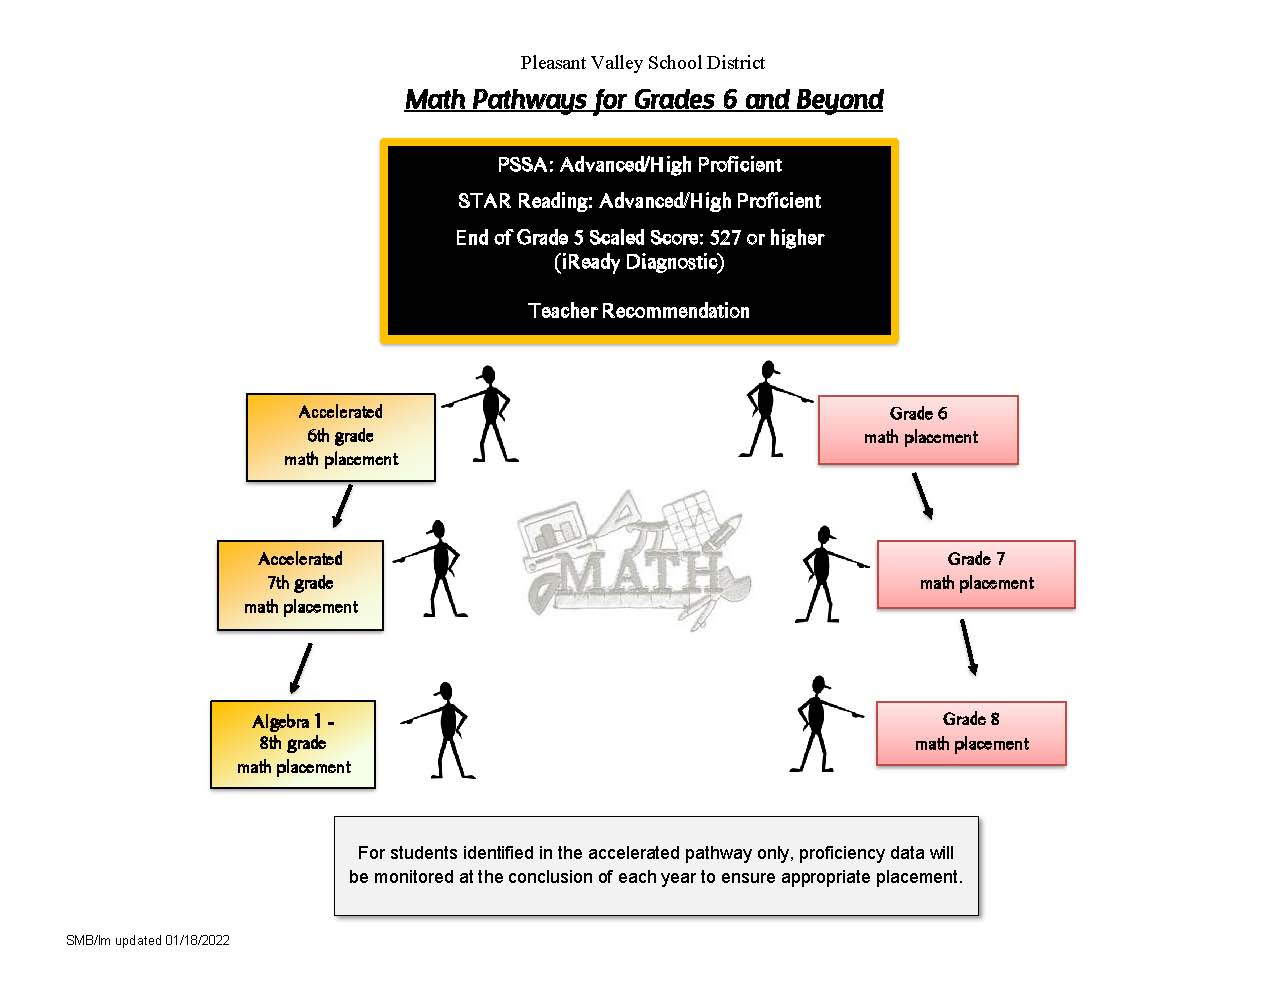 Pleasant Valley School District
Math Pathways for Grades 6 and Beyond
PSSA: Advanced/High Proficient
STAR Reading: Advanced/High Proficient
End of Grade 5 Scaled Score: 527 or higher
(iReady Diagnostic)
Teacher Recommendation
Accelerated
6th grade
math placement
Grade 6
math placement
MATH
Accelerated
7th grade
math placement
Grade 7
math placement
Algebra 1 -
8th grade
math placement
Grade 8
math placement
For students identified in the accelerated pathway only, proficiency data will
be monitored at the conclusion of each year to ensure appropriate placement.
SMB/lm updated 01/18/2022